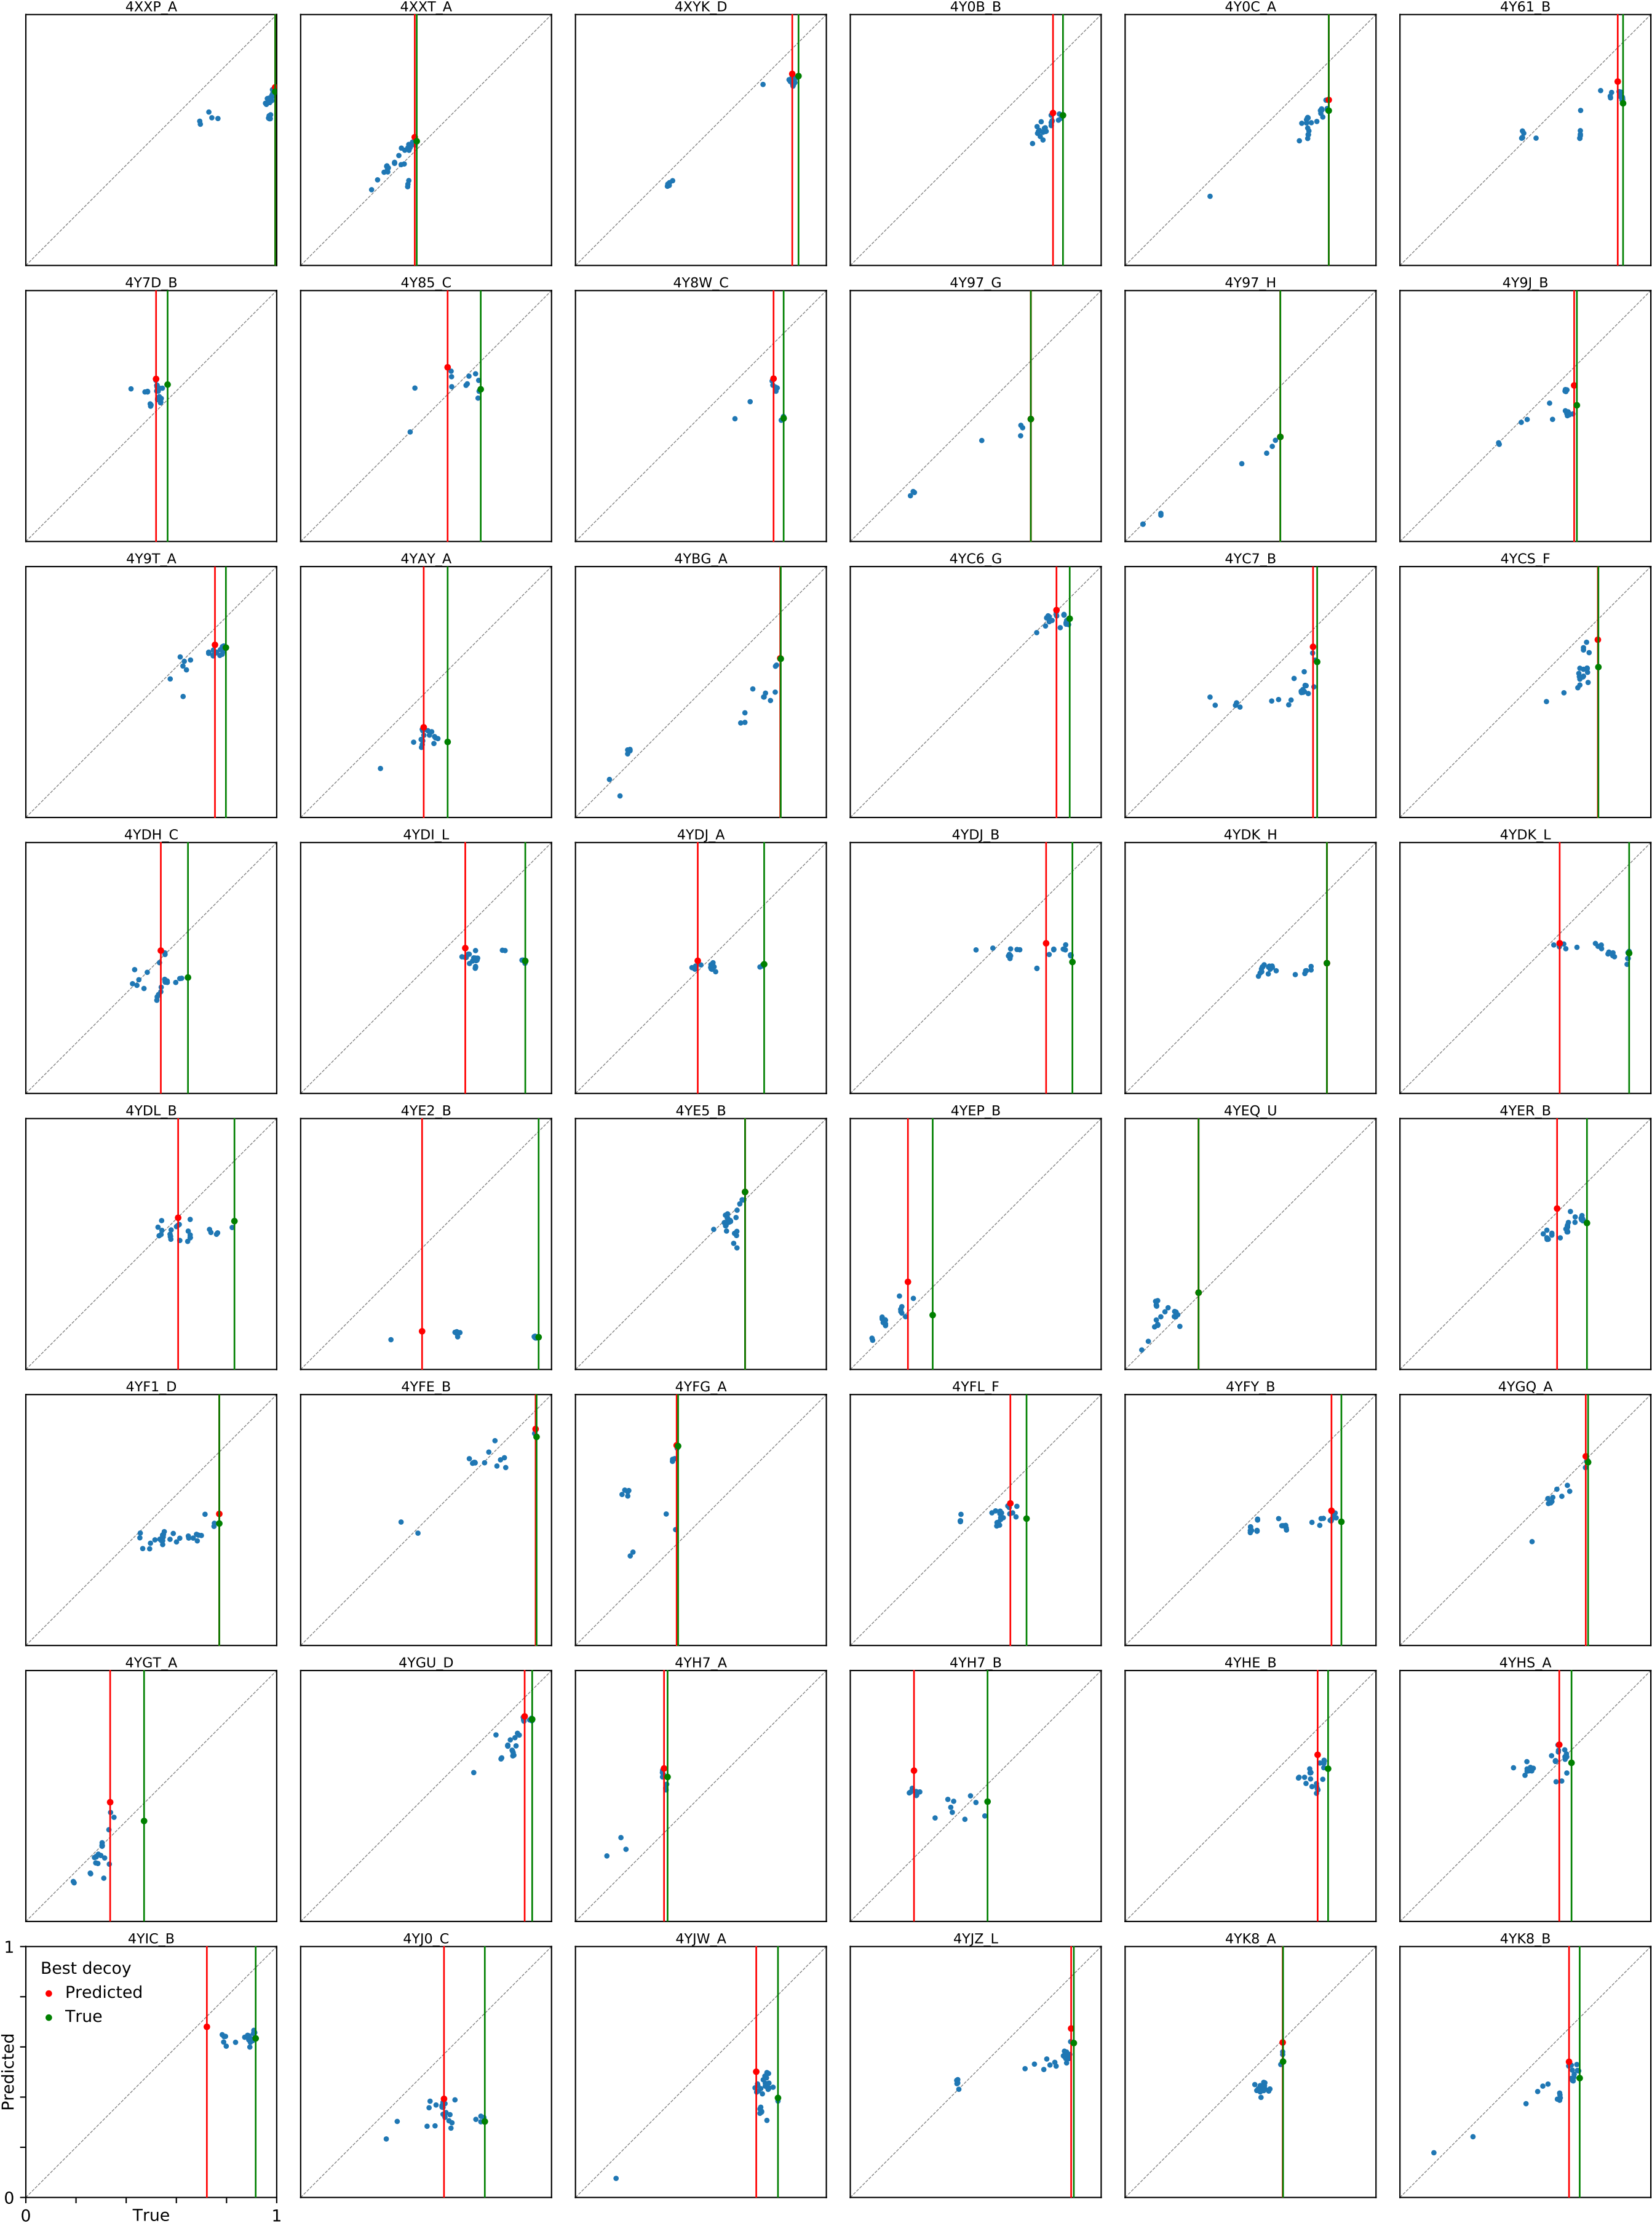 4XXP_A 4XXT_A 4XYK_D 4Y0B_B 4Y0C_A 4Y61_B
4Y7D_B 4Y85_C 4Y8W_C 4Y97_G 4Y97_H 4Y9J_B
4Y9T_A 4YAY_A 4YBG_A 4YC6_G 4YC7_B 4YCS_F
4YDH_C 4YDI_L 4YDJ_A 4YDJ_B 4YDK_H 4YDK_L
4YDL_B 4YE2_B 4YE5_B 4YEP_B 4YEQ_U 4YER_B
4YF1_D 4YFE_B 4YFG_A 4YFL_F 4YFY_B 4YGQ_A
4YGT_A 4YGU_D 4YH7_A 4YH7_B 4YHE_B 4YHS_A
4YIC_B 4YJ0_C 4YJW_A 4YJZ_L 4YK8_A 4YK8_B
1
Best decoy
Predicted
True
Predicted
0
0 True 1